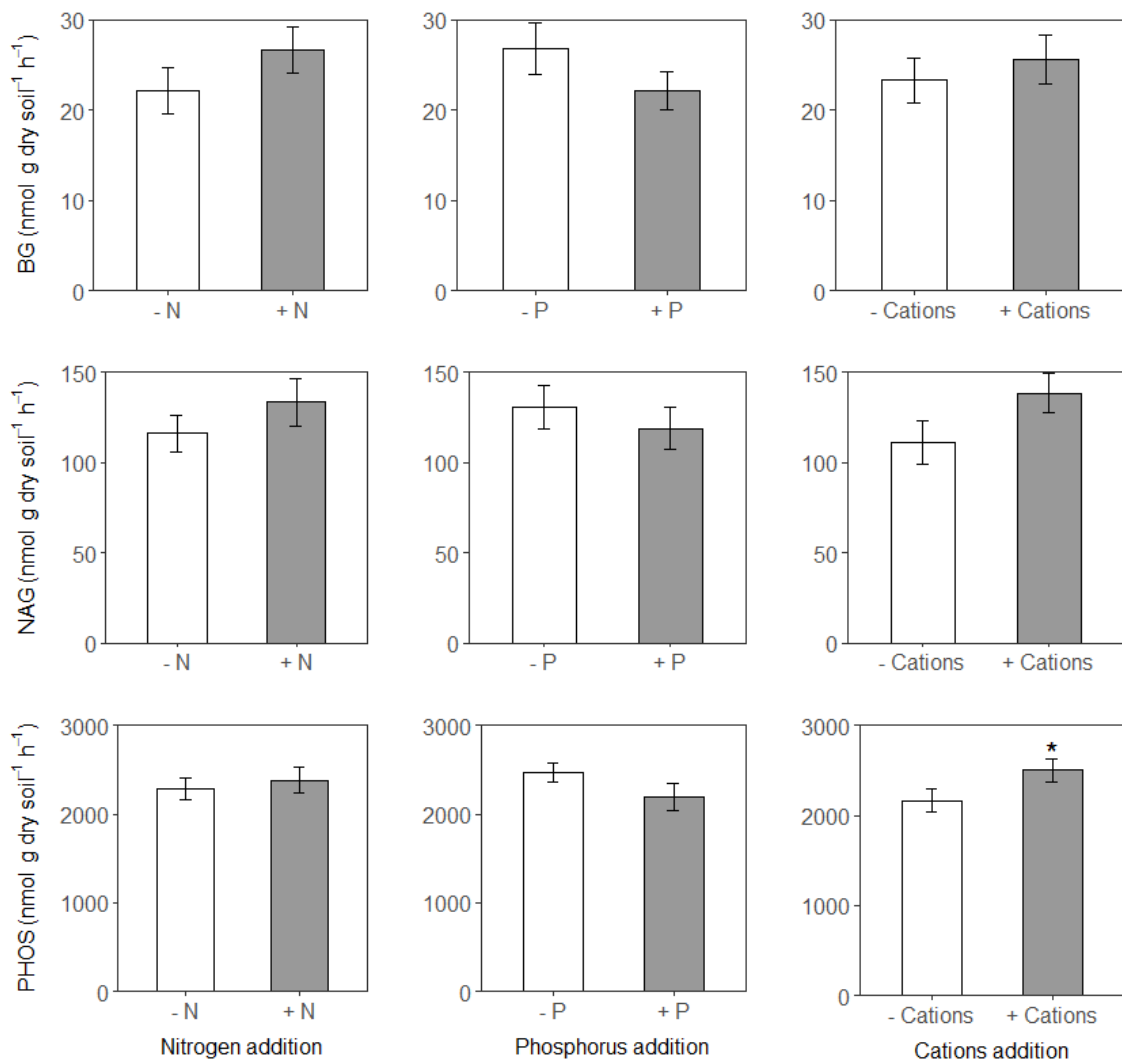 BG (nmol g dry soil⁻¹ h⁻¹)
30
20
10
0
- N
+ N
30
20
10
0
- P
+ P
30
20
10
0
- Cations
+ Cations
NAG (nmol g dry soil⁻¹ h⁻¹)
150
100
50
0
- N
+ N
150
100
50
0
- P
+ P
150
100
50
0
- Cations
+ Cations
PHOS (nmol g dry soil⁻¹ h⁻¹)
3000
2000
1000
0
- N
+ N
Nitrogen addition
3000
2000
1000
0
- P
+ P
Phosphorus addition
3000
2000
1000
0
*
- Cations
+ Cations
Cations addition